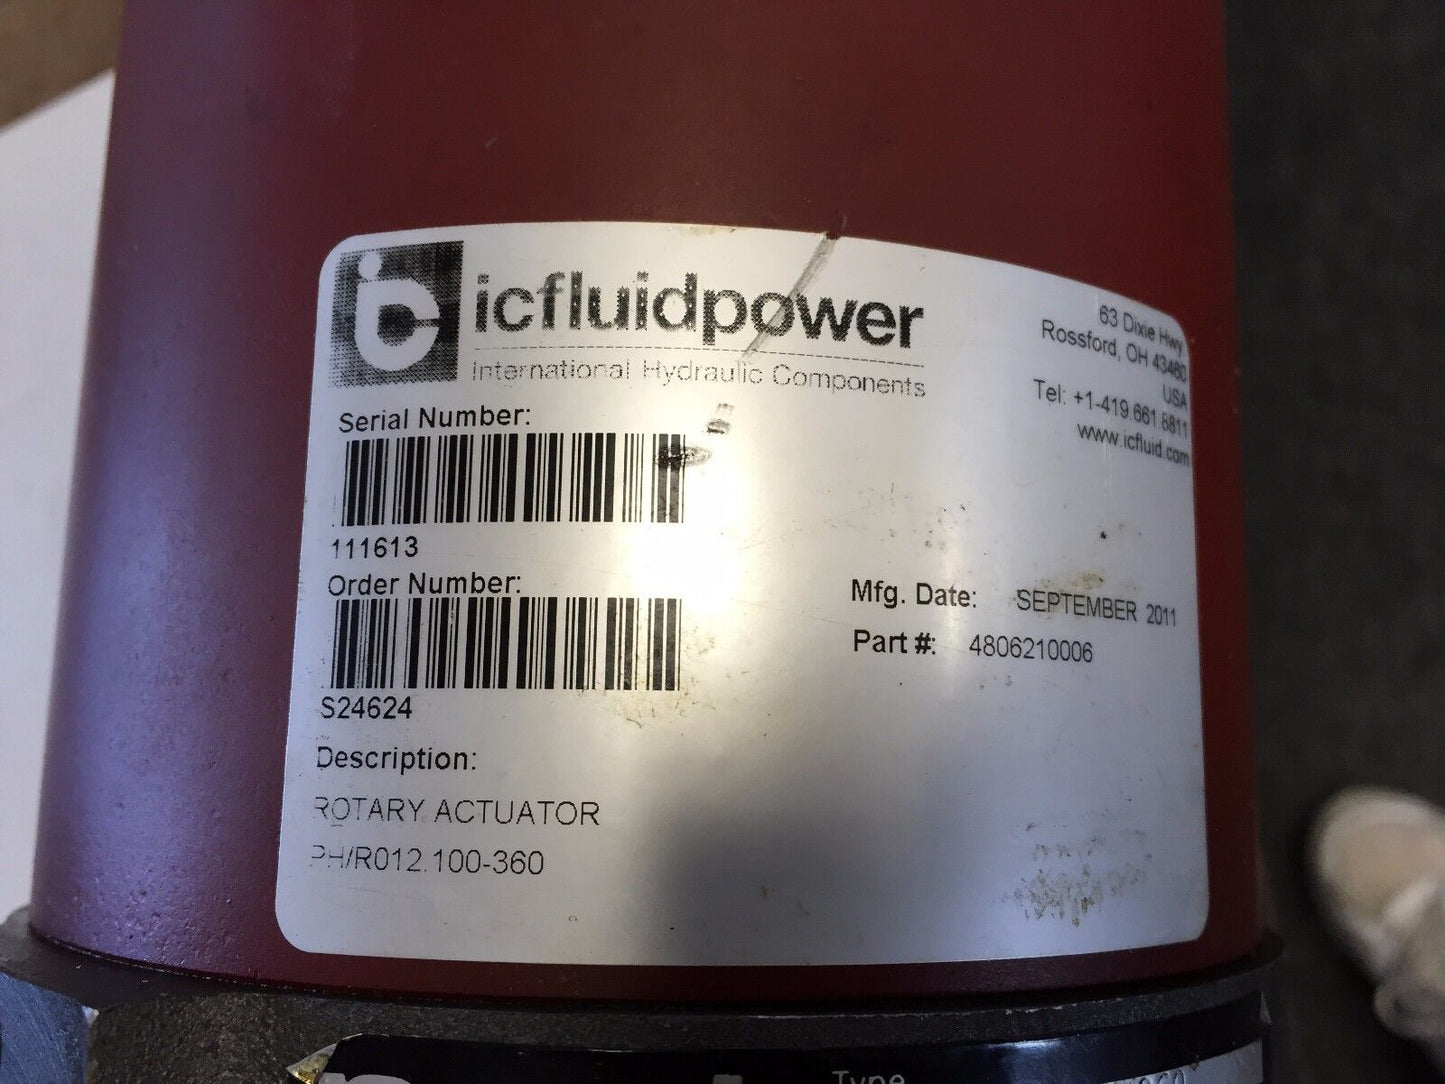 icfluidpower
International Hydraulic Components
63 Dixie Hwy
Rossford, OH 43460
USA
Tel: +1-419 661 8811
www.icfluid.com
Serial Number:
111613
Order Number:
S24624
Mfg. Date: SEPTEMBER 2011
Part #: 4806210006
Description:
ROTARY ACTUATOR
PH/R012.100-360
Type